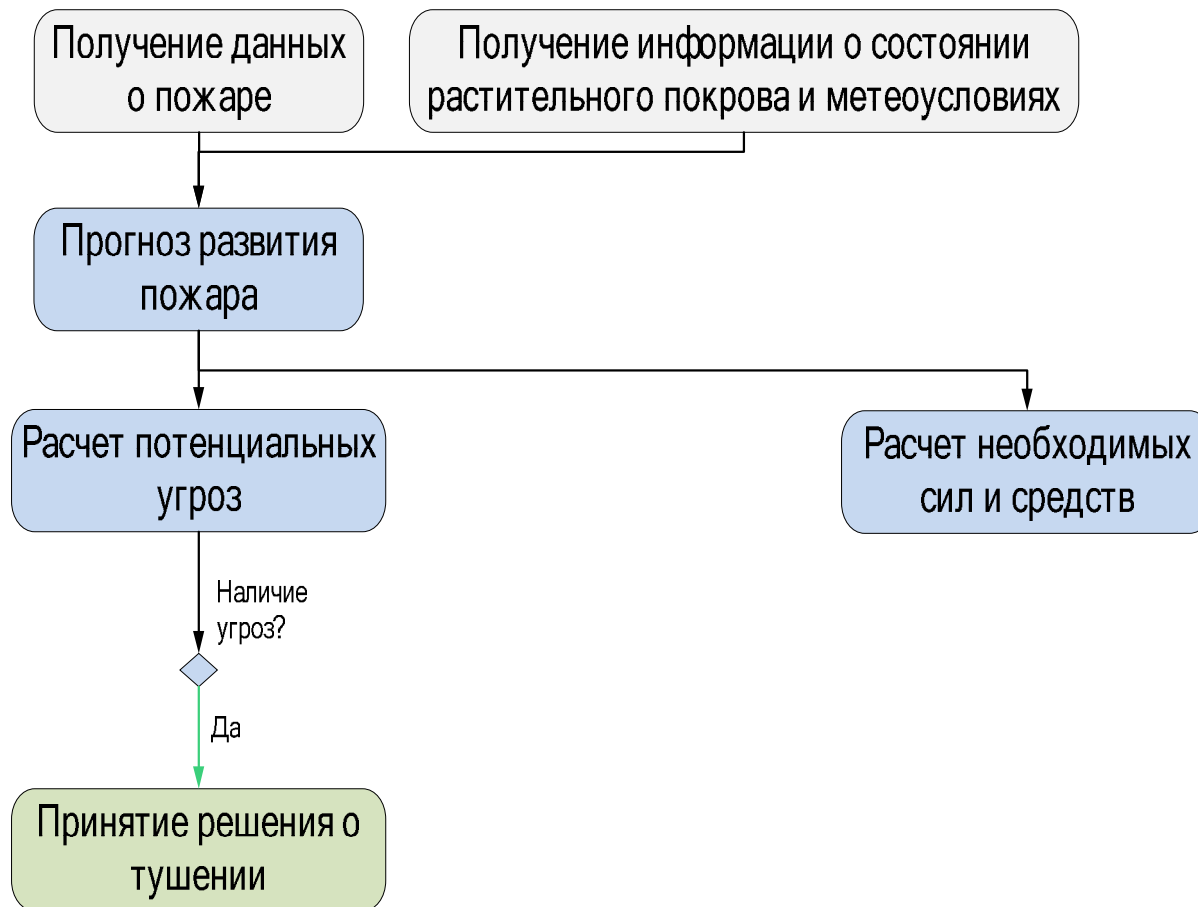 Получение данных
о пожаре
Получение информации о состоянии
растительного покрова и метеоусловиях
Прогноз развития
пожара
Расчет потенциальных
угроз
Расчет необходимых
сил и средств
Наличие
угроз?
Да
Принятие решения о
тушении